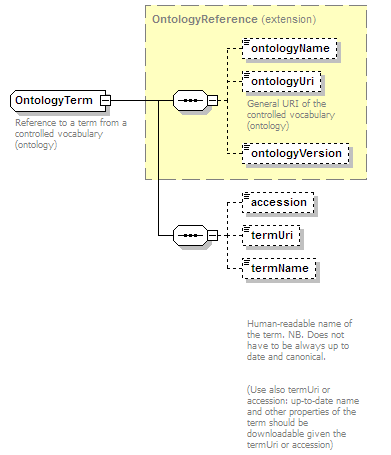 OntologyReference (extension)
ontologyName
ontologyUri
General URI of the
controlled vocabulary
(ontology)
ontologyVersion
OntologyTerm
Reference to a term from a
controlled vocabulary
(ontology)
accession
termUri
termName
Human-readable name of
the term. NB. Does not
have to be always up to
date and canonical.
(Use also termUri or
accession: up-to-date name
and other properties of the
term should be
downloadable given the
termUri or accession)